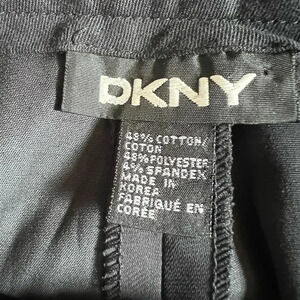 DKNY
48% COTTON/
COTON
48% POLYESTER
4% SPANDEX
MADE IN
KOREA
FABRIQUÉ EN
CORÉE